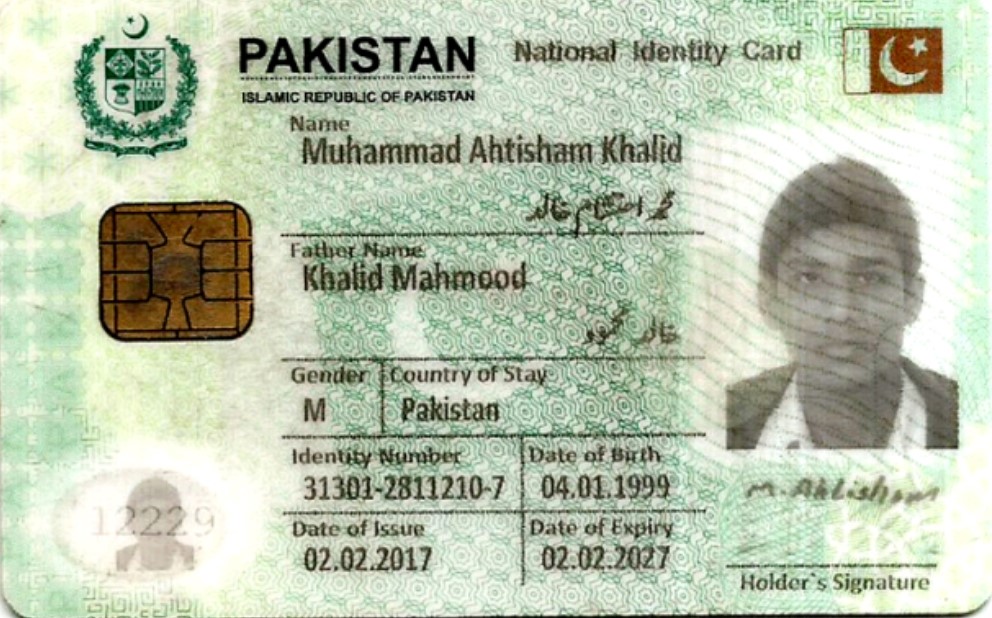 PAKISTAN National Identity Card
ISLAMIC REPUBLIC OF PAKISTAN
Name
Muhammad Ahtisham Khalid
محمد احتشام خالد
Father Name
Khalid Mahmood
خالد محمود
Gender Country of Stay
M Pakistan
Identity Number Date of Birth
31301-2811210-7 04.01.1999
Date of Issue Date of Expiry
02.02.2017 02.02.2027
12229
M. Ahtisham
Holder`s Signature